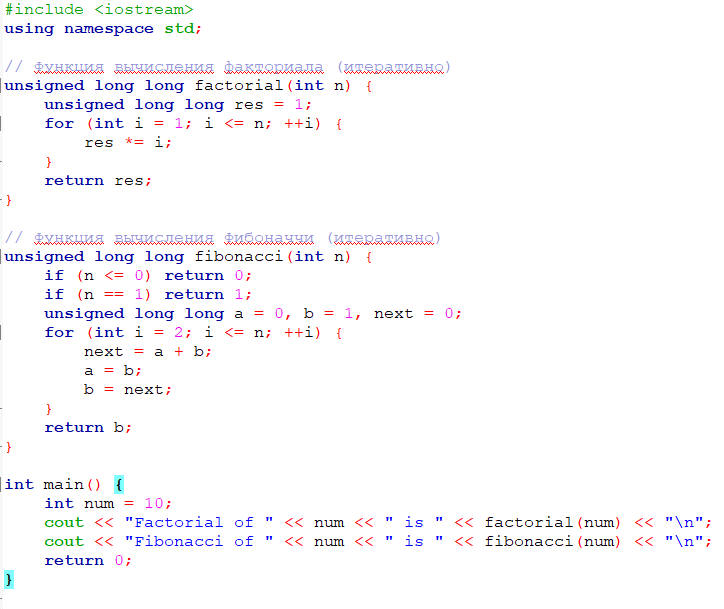 #include <iostream>
using namespace std;

// Функция вычисления факториала (итеративно)
unsigned long long factorial(int n) {
    unsigned long long res = 1;
    for (int i = 1; i <= n; ++i) {
        res *= i;
    }
    return res;
}

// Функция вычисления Фибоначчи (итеративно)
unsigned long long fibonacci(int n) {
    if (n <= 0) return 0;
    if (n == 1) return 1;
    unsigned long long a = 0, b = 1, next = 0;
    for (int i = 2; i <= n; ++i) {
        next = a + b;
        a = b;
        b = next;
    }
    return b;
}

int main() {
    int num = 10;
    cout << "Factorial of " << num << " is " << factorial(num) << "\n";
    cout << "Fibonacci of " << num << " is " << fibonacci(num) << "\n";
    return 0;
}